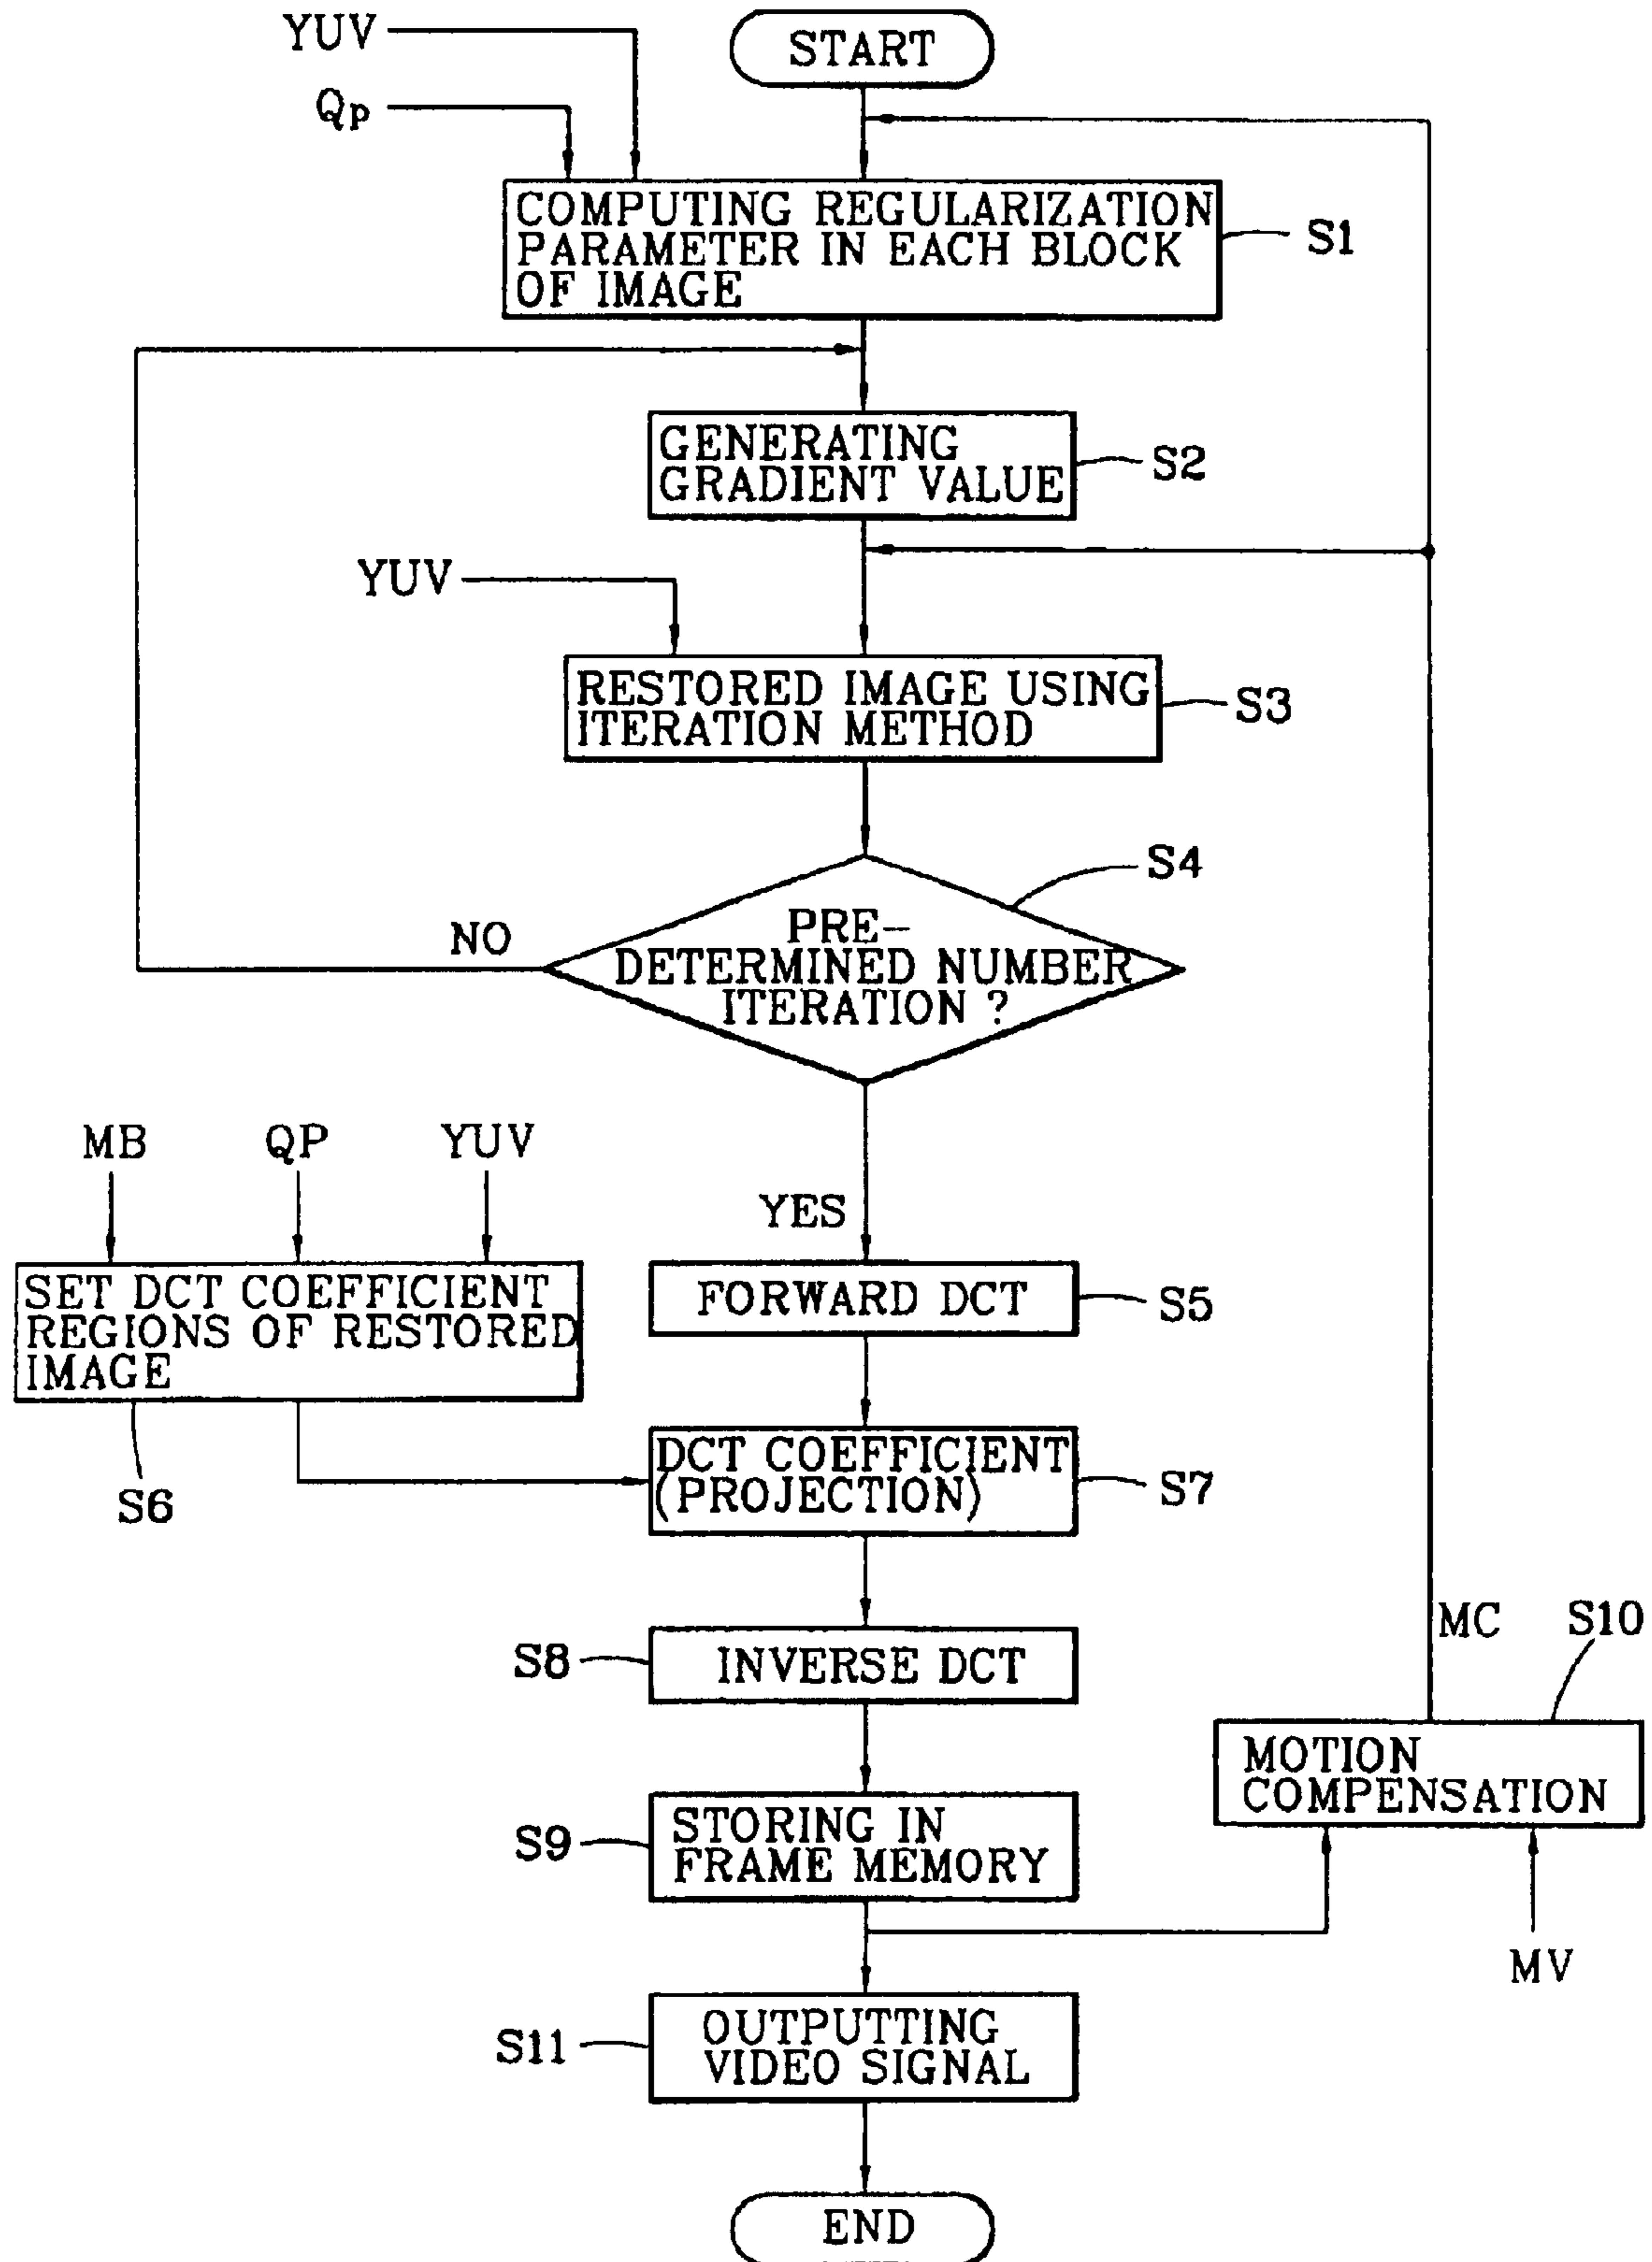 YUV
START
Qp
COMPUTING REGULARIZATION
PARAMETER IN EACH BLOCK
OF IMAGE
S1
GENERATING
GRADIENT VALUE
S2
YUV
RESTORED IMAGE USING
ITERATION METHOD
S3
S4
NO
PRE-
DETERMINED NUMBER
ITERATION ?
MB
QP
YUV
YES
SET DCT COEFFICIENT
REGIONS OF RESTORED
IMAGE
FORWARD DCT
S5
S6
DCT COEFFICIENT
(PROJECTION)
S7
MC
S10
S8
INVERSE DCT
MOTION
COMPENSATION
S9
STORING IN
FRAME MEMORY
MV
S11
OUTPUTTING
VIDEO SIGNAL
END